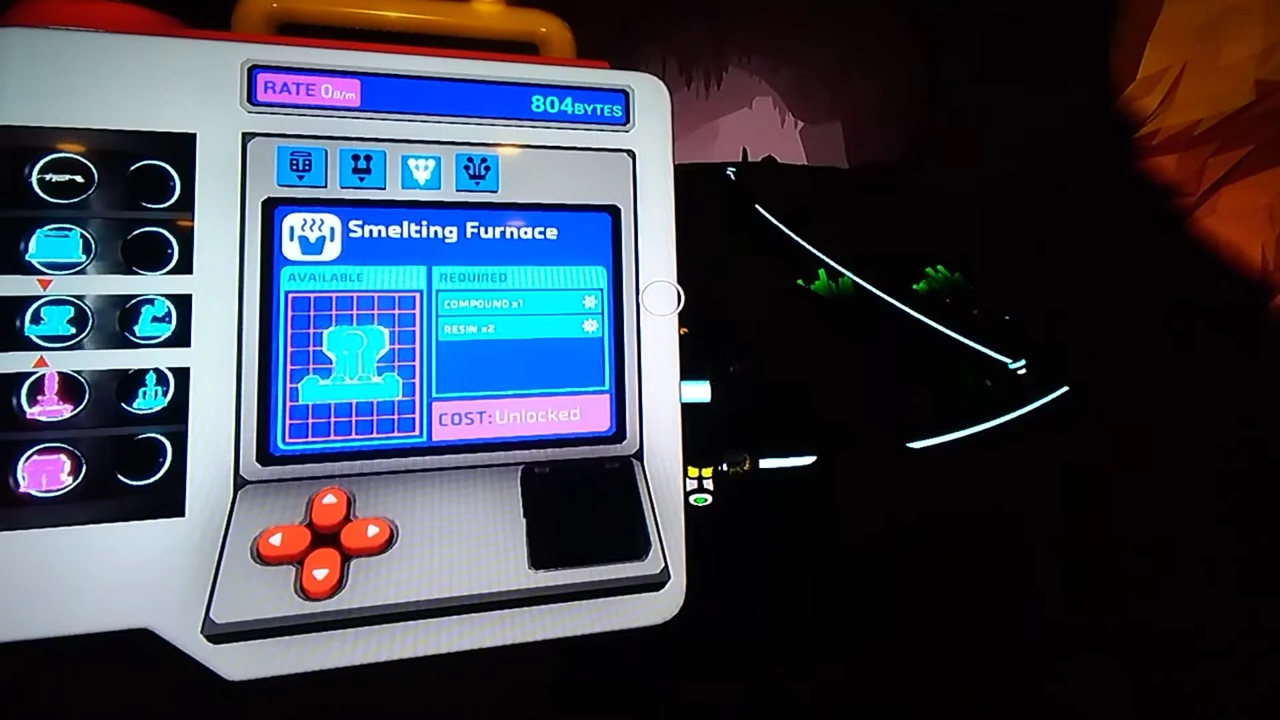 RATE 0B/m
804BYTES
Smelting Furnace
AVAILABLE
REQUIRED
COMPOUND x1
RESIN x2
COST: Unlocked